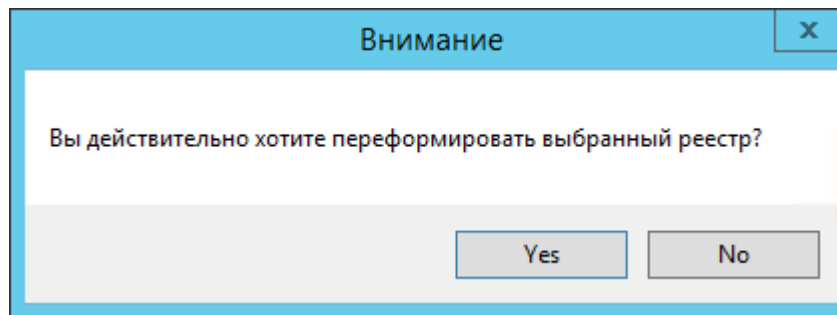 Внимание
x
Вы действительно хотите переформировать выбранный реестр?
Yes No